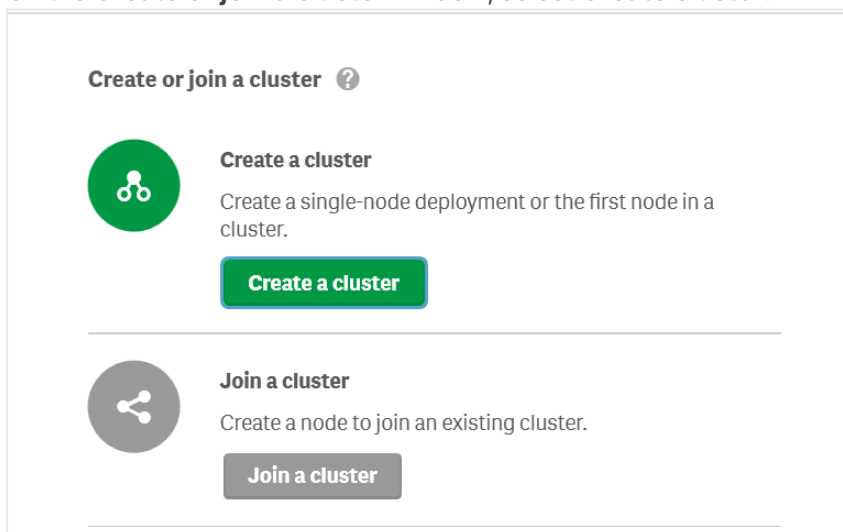 Create or join a cluster ?
Create a cluster
Create a single-node deployment or the first node in a
cluster.
Create a cluster
Join a cluster
Create a node to join an existing cluster.
Join a cluster